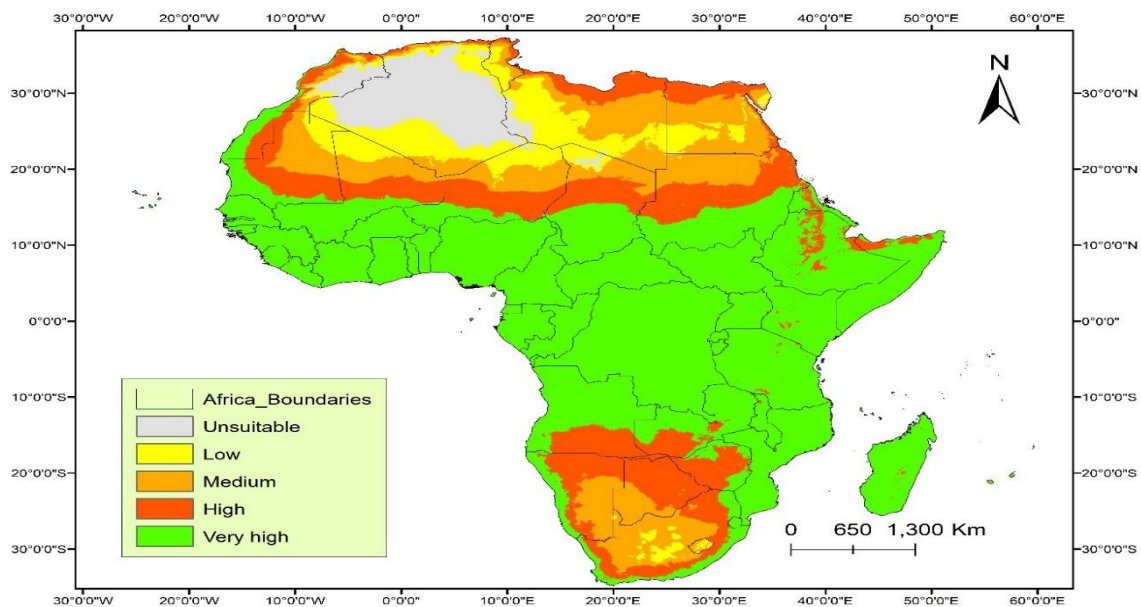 30°0'0"W 20°0'0"W 10°0'0"W 0°0'0" 10°0'0"E 20°0'0"E 30°0'0"E 40°0'0"E 50°0'0"E 60°0'0"E
N
30°0'0"N 30°0'0"N
20°0'0"N 20°0'0"N
10°0'0"N 10°0'0"N
0°0'0" 0°0'0"
10°0'0"S 10°0'0"S
20°0'0"S 20°0'0"S
30°0'0"S 30°0'0"S
Africa_Boundaries
Unsuitable
Low
Medium
High
Very high
0 650 1,300 Km
30°0'0"W 20°0'0"W 10°0'0"W 0°0'0" 10°0'0"E 20°0'0"E 30°0'0"E 40°0'0"E 50°0'0"E 60°0'0"E